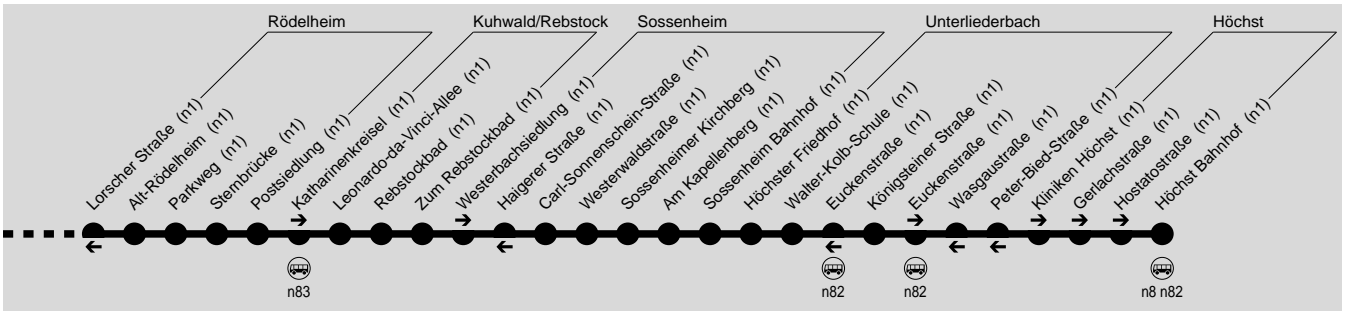 Rödelheim
Kuhwald/Rebstock
Sossenheim
Unterliederbach
Höchst
Lorscher Straße (n1)
Alt-Rödelheim (n1)
Parkweg (n1)
Sternbrücke (n1)
Postsiedlung (n1)
Katharinenkreisel (n1)
Leonardo-da-Vinci-Allee (n1)
Rebstockbad (n1)
Zum Rebstockbad (n1)
Westerbachsiedlung (n1)
Haigerer Straße (n1)
Carl-Sonnenschein-Straße (n1)
Westerwaldstraße (n1)
Sossenheimer Kirchberg (n1)
Am Kapellenberg (n1)
Sossenheim Bahnhof (n1)
Höchster Friedhof (n1)
Walter-Kolb-Schule (n1)
Euckenstraße (n1)
Königsteiner Straße (n1)
Euckenstraße (n1)
Wasgaustraße (n1)
Peter-Bied-Straße (n1)
Kliniken Höchst (n1)
Gerlachstraße (n1)
Hostatostraße (n1)
Höchst Bahnhof (n1)
n83
n82
n82
n8 n82